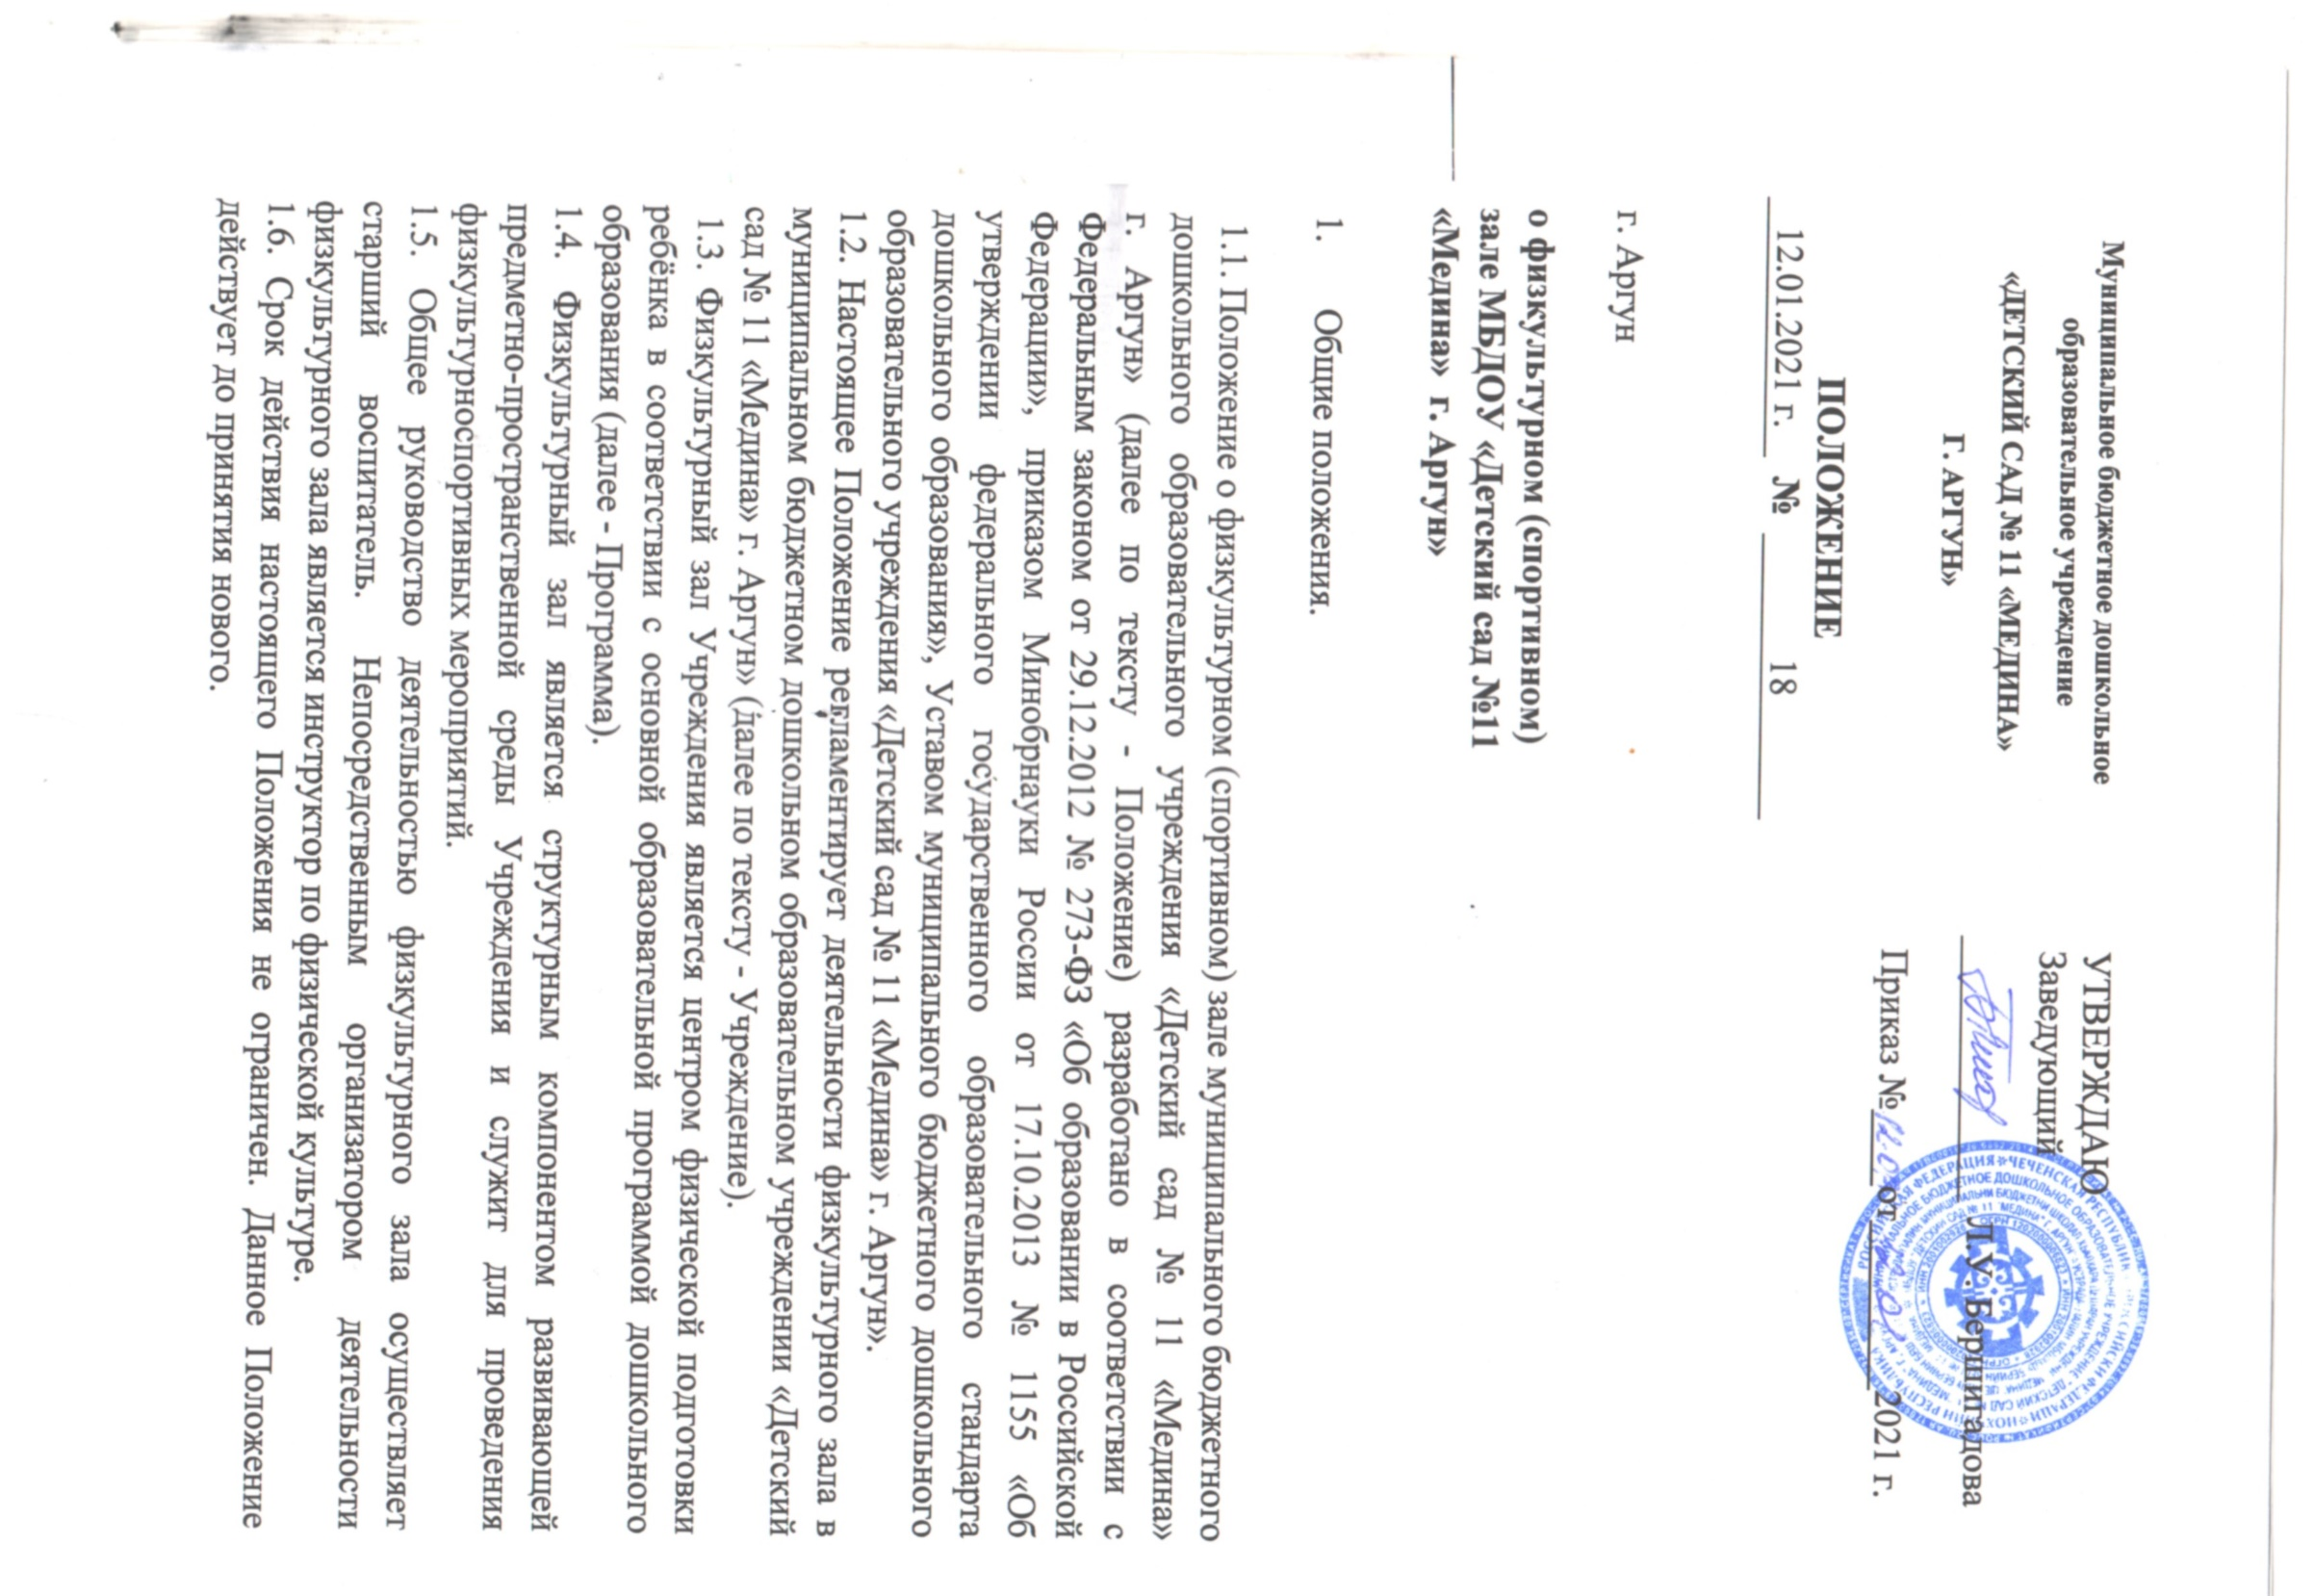 Муниципальное бюджетное дошкольное
образовательное учреждение
«ДЕТСКИЙ САД № 11 «МЕДИНА»
Г. АРГУН»
ПОЛОЖЕНИЕ
12.01.2021 г. № 18
г. Аргун
УТВЕРЖДАЮ
Заведующий
Л.У. Бершигадова
Приказ № от 2021 г.
о физкультурном (спортивном)
зале МБДОУ «Детский сад №11
«Медина» г. Аргун»
1. Общие положения.
1.1. Положение о физкультурном (спортивном) зале муниципального бюджетного
дошкольного образовательного учреждения «Детский сад № 11 «Медина»
г. Аргун» (далее по тексту - Положение) разработано в соответствии с
Федеральным законом от 29.12.2012 № 273-ФЗ «Об образовании в Российской
Федерации», приказом Минобрнауки России от 17.10.2013 № 1155 «Об
утверждении федерального государственного образовательного стандарта
дошкольного образования», Уставом муниципального бюджетного дошкольного
образовательного учреждения «Детский сад № 11 «Медина» г. Аргун».
1.2. Настоящее Положение регламентирует деятельности физкультурного зала в
муниципальном бюджетном дошкольном образовательном учреждении «Детский
сад № 11 «Медина» г. Аргун» (далее по тексту - Учреждение).
1.3. Физкультурный зал Учреждения является центром физической подготовки
ребёнка в соответствии с основной образовательной программой дошкольного
образования (далее - Программа).
1.4. Физкультурный зал является структурным компонентом развивающей
предметно-пространственной среды Учреждения и служит для проведения
физкультурноспортивных мероприятий.
1.5. Общее руководство деятельностью физкультурного зала осуществляет
старший воспитатель. Непосредственным организатором деятельности
физкультурного зала является инструктор по физической культуре.
1.6. Срок действия настоящего Положения не ограничен. Данное Положение
действует до принятия нового.